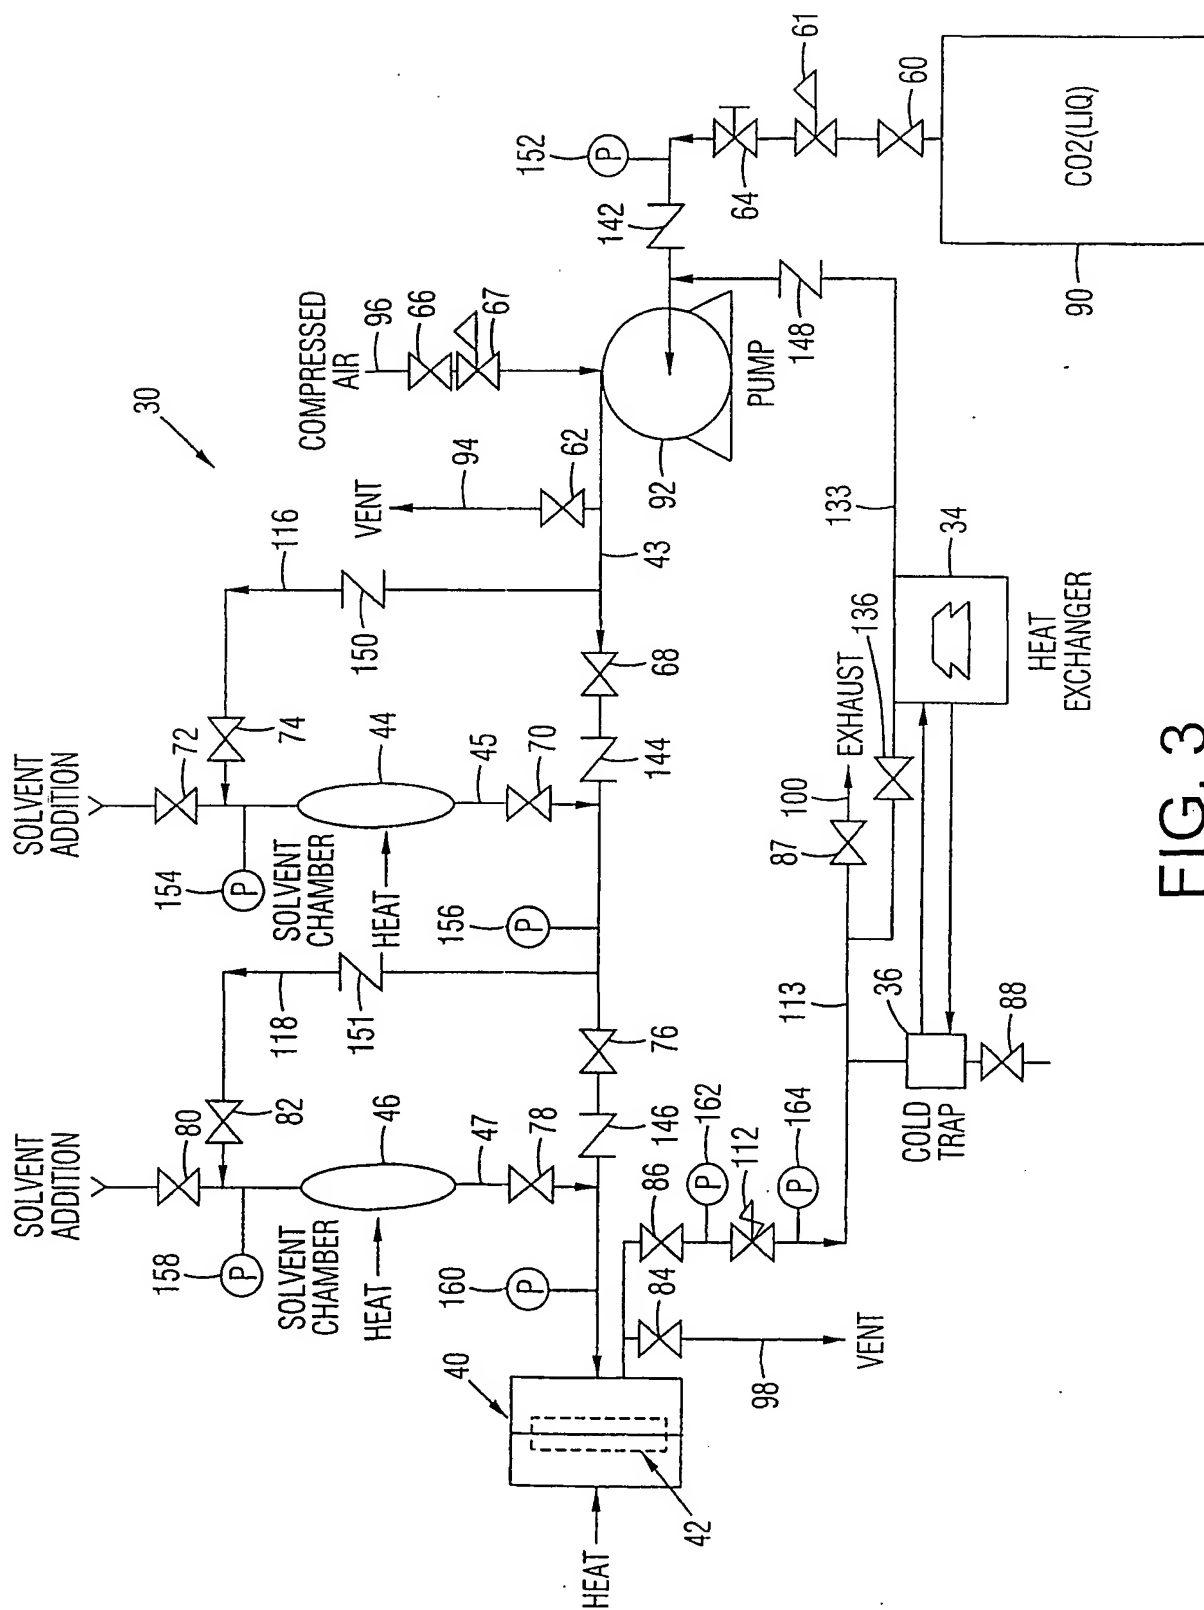 30
SOLVENT
ADDITION
80
82
158
P
SOLVENT
CHAMBER
46
HEAT
47
78
118
151
SOLVENT
ADDITION
72
74
154
P
SOLVENT
CHAMBER
44
HEAT
45
70
116
150
VENT
94
62
COMPRESSED
AIR
96
66
67
HEAT
40
42
160
P
146
76
156
P
144
68
43
92
PUMP
142
152
P
64
61
60
CO2(LIQ)
90
148
84
98
VENT
86
P
162
112
P
164
113
COLD
TRAP
36
88
87
100
EXHAUST
136
133
34
HEAT
EXCHANGER
FIG. 3